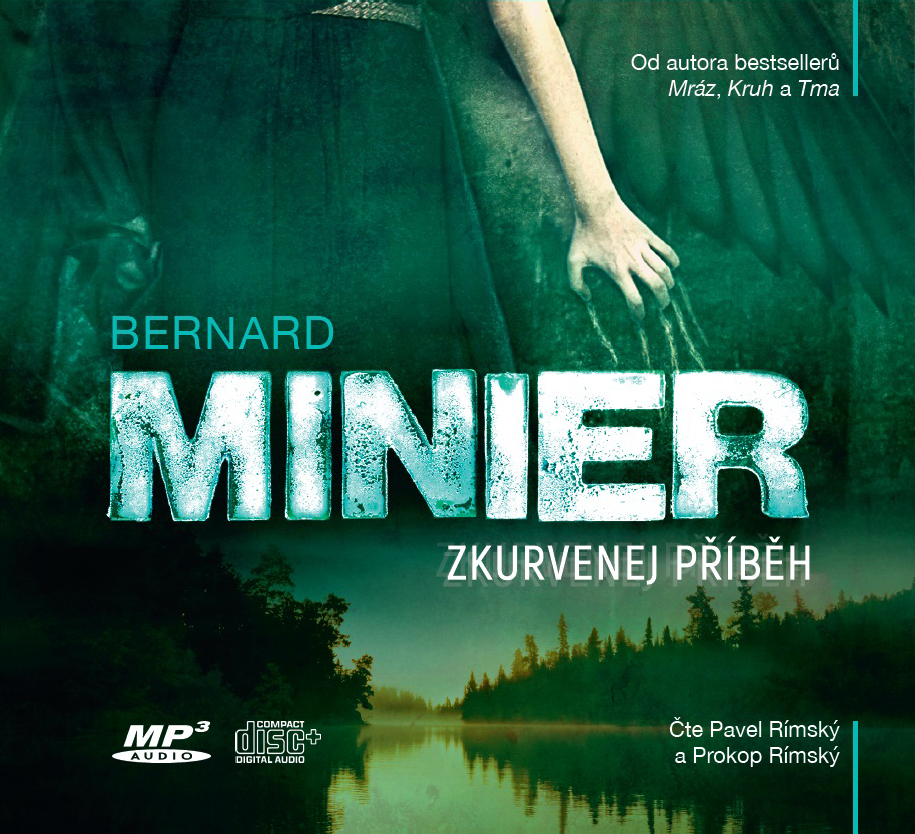 Od autora bestsellerů
Mráz, Kruh a Tma
BERNARD
MINIER
ZKURVENEJ PŘÍBĚH
MP3
AUDIO
COMPACT
disc+
DIGITAL AUDIO
Čte Pavel Rímský
a Prokop Rímský